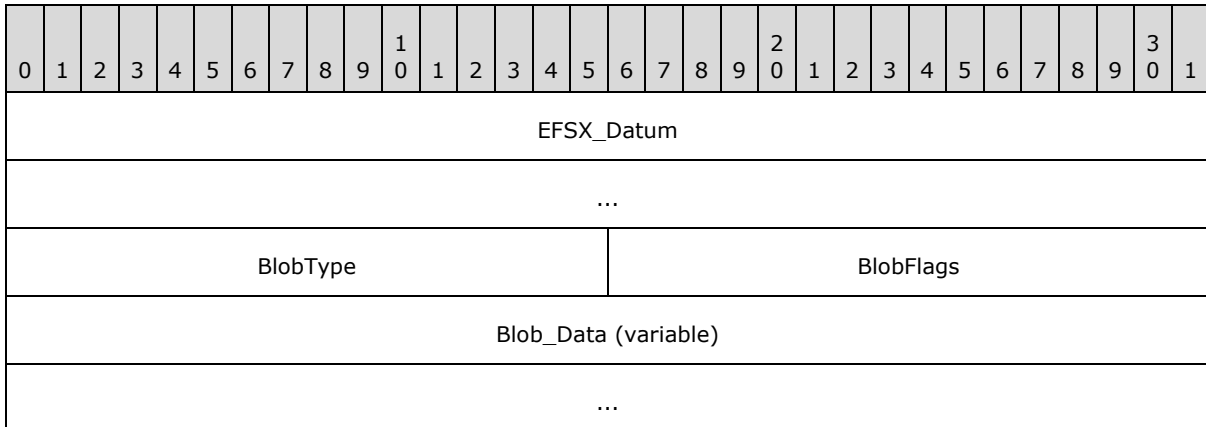 1 2 3
0 1 2 3 4 5 6 7 8 9 0 1 2 3 4 5 6 7 8 9 0 1 2 3 4 5 6 7 8 9 0 1
EFSX_Datum
...
BlobType BlobFlags
Blob_Data (variable)
...